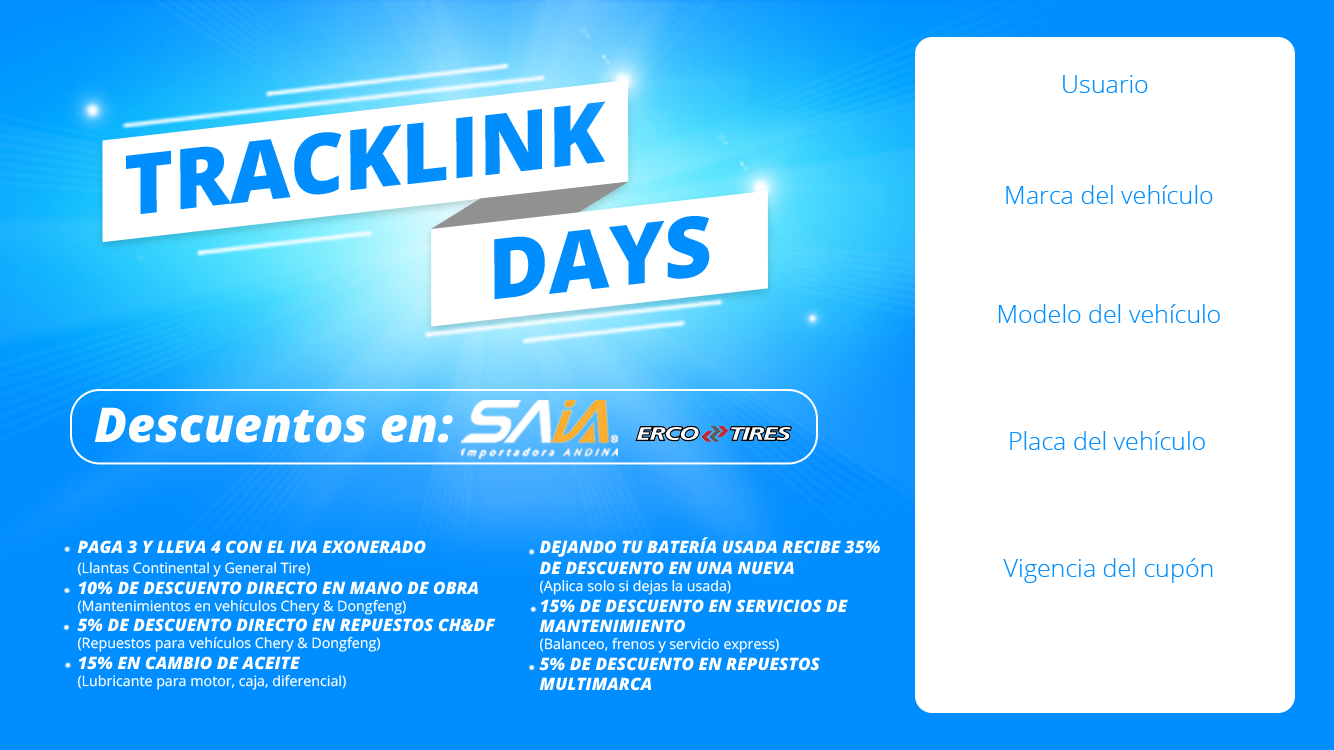 TRACKLINK
DAYS
Descuentos en:
SAiA®
Importadora ANDINA
ERCO TIRES
• PAGA 3 Y LLEVA 4 CON EL IVA EXONERADO
(Llantas Continental y General Tire)
• 10% DE DESCUENTO DIRECTO EN MANO DE OBRA
(Mantenimientos en vehículos Chery & Dongfeng)
• 5% DE DESCUENTO DIRECTO EN REPUESTOS CH&DF
(Repuestos para vehículos Chery & Dongfeng)
• 15% EN CAMBIO DE ACEITE
(Lubricante para motor, caja, diferencial)
• DEJANDO TU BATERÍA USADA RECIBE 35%
DE DESCUENTO EN UNA NUEVA
(Aplica solo si dejas la usada)
• 15% DE DESCUENTO EN SERVICIOS DE
MANTENIMIENTO
(Balanceo, frenos y servicio express)
• 5% DE DESCUENTO EN REPUESTOS
MULTIMARCA
Usuario
Marca del vehículo
Modelo del vehículo
Placa del vehículo
Vigencia del cupón